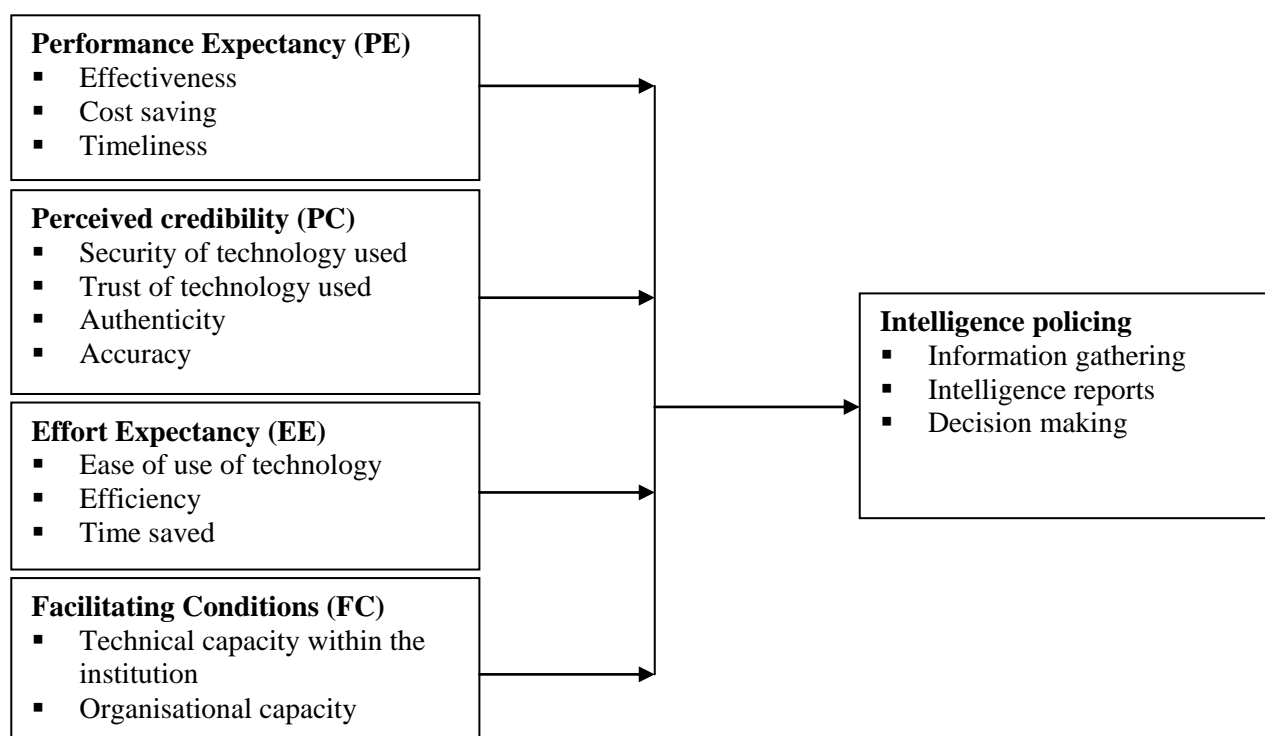 Performance Expectancy (PE)
▪ Effectiveness
▪ Cost saving
▪ Timeliness
Perceived credibility (PC)
▪ Security of technology used
▪ Trust of technology used
▪ Authenticity
▪ Accuracy
Effort Expectancy (EE)
▪ Ease of use of technology
▪ Efficiency
▪ Time saved
Facilitating Conditions (FC)
▪ Technical capacity within the
institution
▪ Organisational capacity
Intelligence policing
▪ Information gathering
▪ Intelligence reports
▪ Decision making